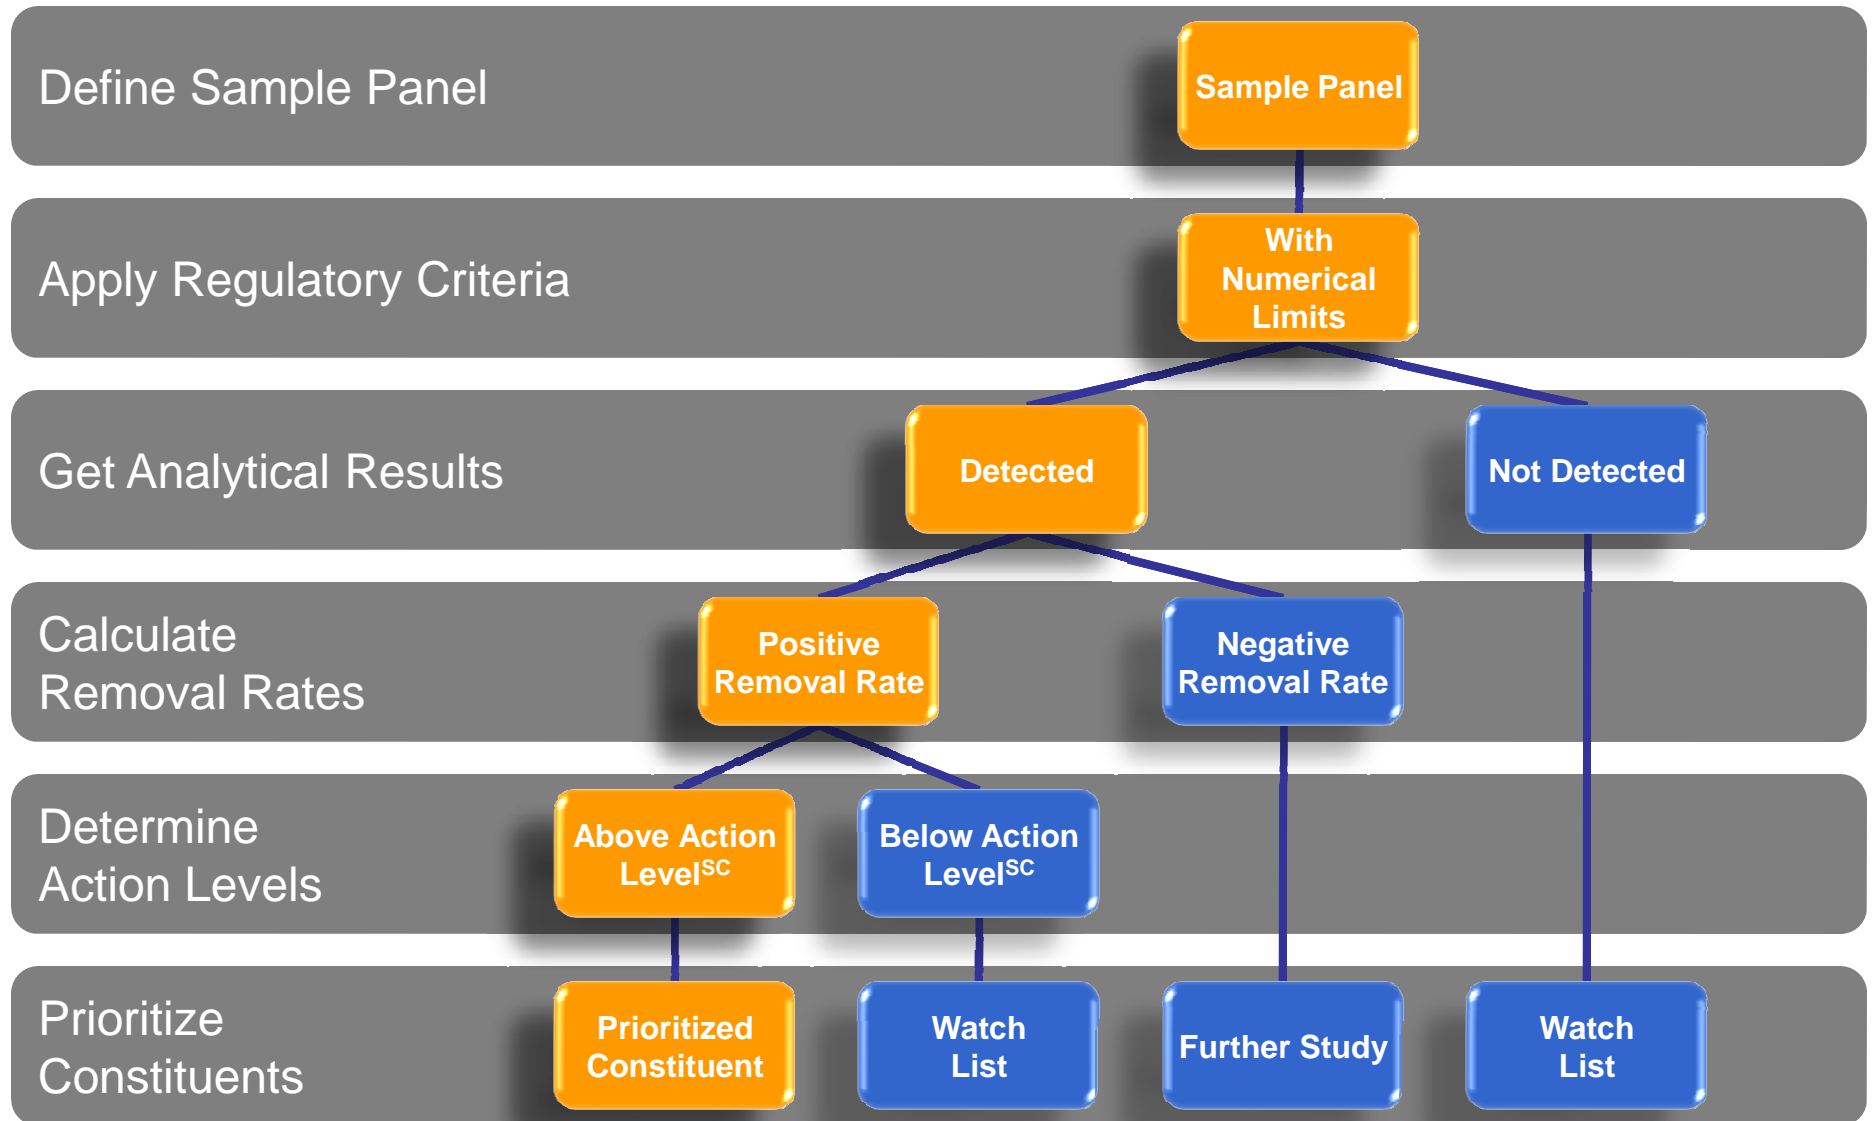 Define Sample Panel
Sample Panel
Apply Regulatory Criteria
With
Numerical
Limits
Get Analytical Results
Detected
Not Detected
Calculate
Removal Rates
Positive
Removal Rate
Negative
Removal Rate
Determine
Action Levels
Above Action
LevelSC
Below Action
LevelSC
Prioritize
Constituents
Prioritized
Constituent
Watch
List
Further Study
Watch
List